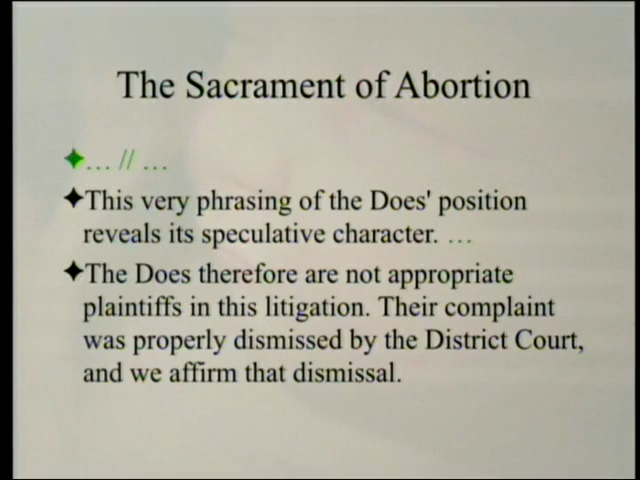 The Sacrament of Abortion
… // …
This very phrasing of the Does' position
reveals its speculative character. …
The Does therefore are not appropriate
plaintiffs in this litigation. Their complaint
was properly dismissed by the District Court,
and we affirm that dismissal.